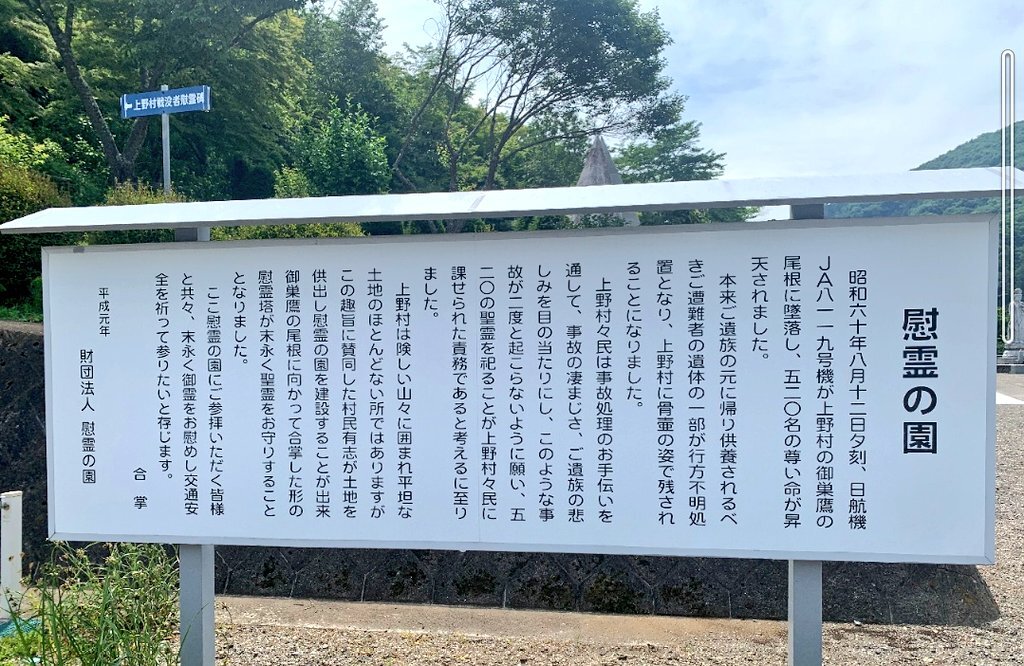 上野村戦没者慰霊碑
慰霊の園
昭和六十年八月十二日夕刻、日航機
ＪＡ八一一九号機が上野村の御巣鷹の
尾根に墜落し、五二〇名の尊い命が昇
天されました。
本来ご遺族の元に帰り供養されるべ
きご遭難者の遺体の一部が行方不明処
置となり、上野村に骨壷の姿で残され
ることになりました。
上野村々民は事故処理のお手伝いを
通して、事故の凄まじさ、ご遺族の悲
しみを目の当たりにし、このような事
故が二度と起こらないように願い、五
二〇の聖霊を祀ることが上野村々民に
課せられた責務であると考えるに至り
ました。
上野村は険しい山々に囲まれ平坦な
土地のほとんどない所ではありますが
この趣旨に賛同した村民有志が土地を
供出し慰霊の園を建設することが出来
御巣鷹の尾根に向かって合掌した形の
慰霊塔が末永く聖霊をお守りすること
となりました。
ここ慰霊の園にご参拝いただく皆様
と共々、末永く御霊をお慰めし交通安
全を祈って参りたいと存じます。
合掌
平成元年
財団法人 慰霊の園